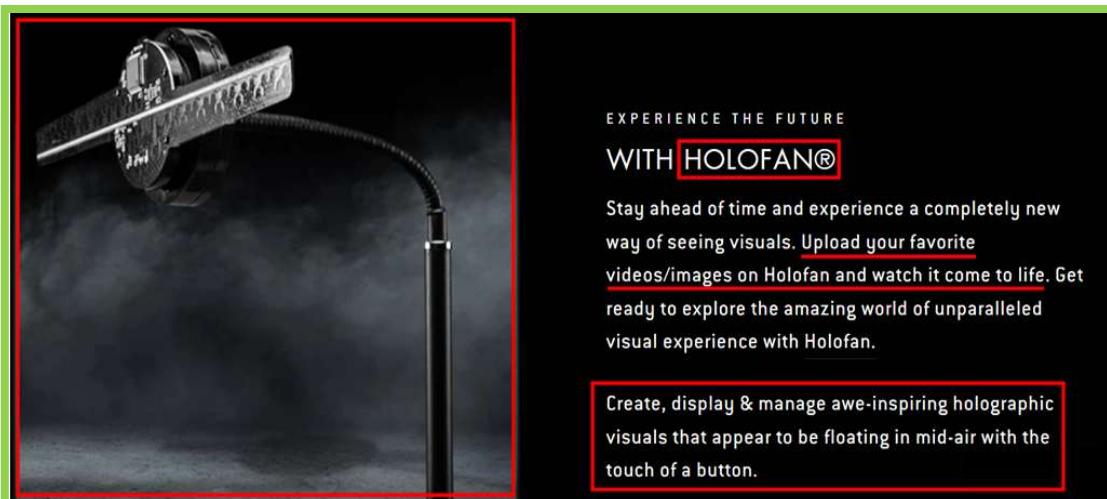 EXPERIENCE THE FUTURE
WITH HOLOFAN®
Stay ahead of time and experience a completely new
way of seeing visuals. Upload your favorite
videos/images on Holofan and watch it come to life. Get
ready to explore the amazing world of unparalleled
visual experience with Holofan.
Create, display & manage awe-inspiring holographic
visuals that appear to be floating in mid-air with the
touch of a button.